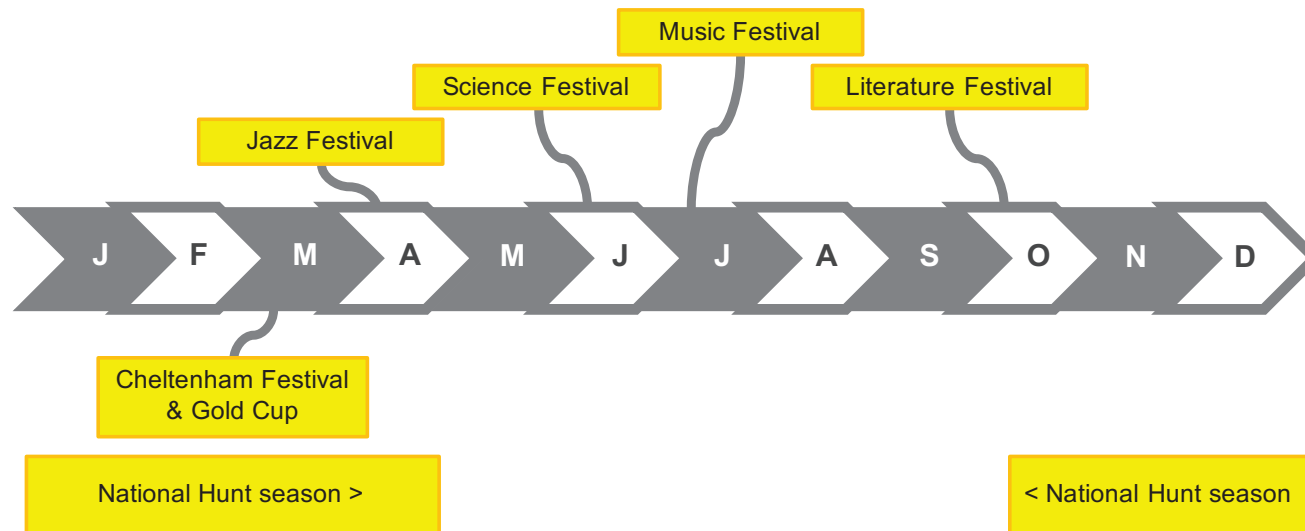 Music Festival
Science Festival
Literature Festival
Jazz Festival
J F M A M J J A S O N D
Cheltenham Festival
& Gold Cup
National Hunt season >
< National Hunt season